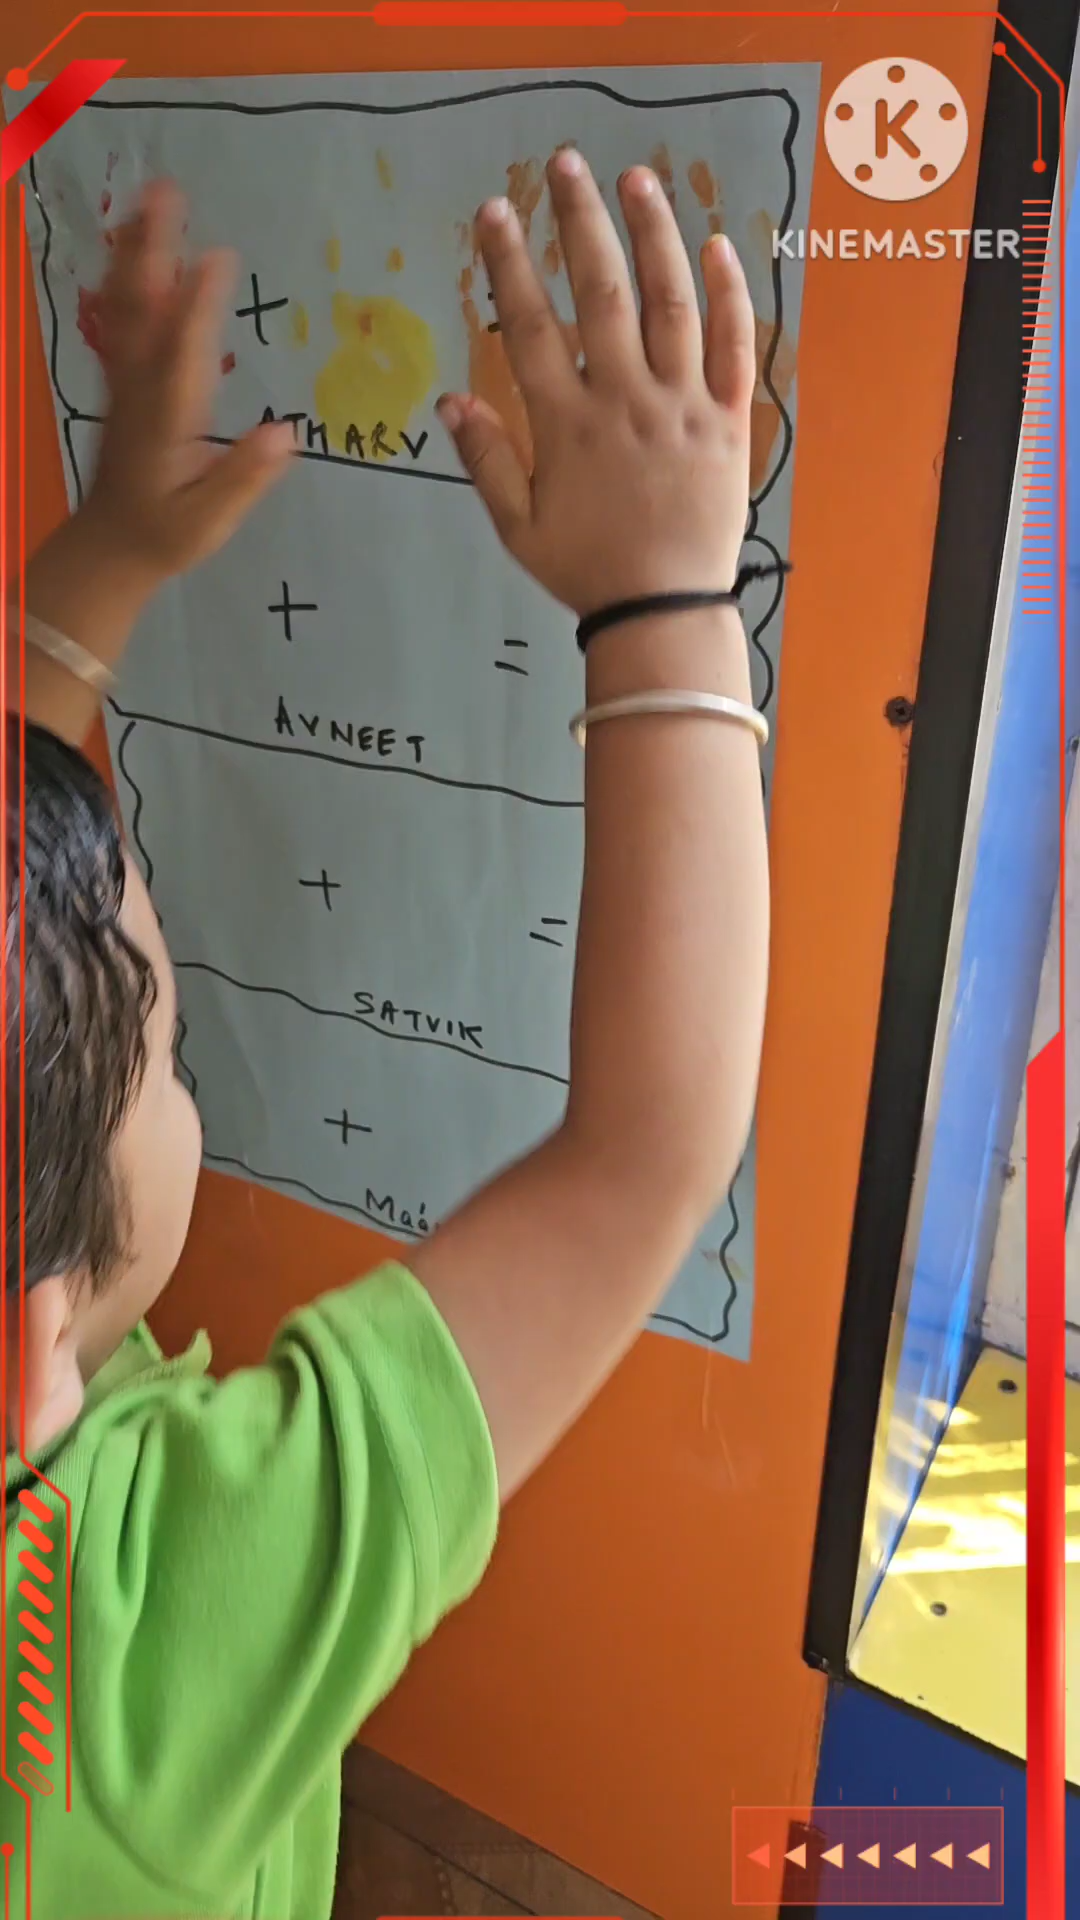 K
KINEMASTER
+
ATHARV
+ =
AVNEET
+ =
SATVIK
+